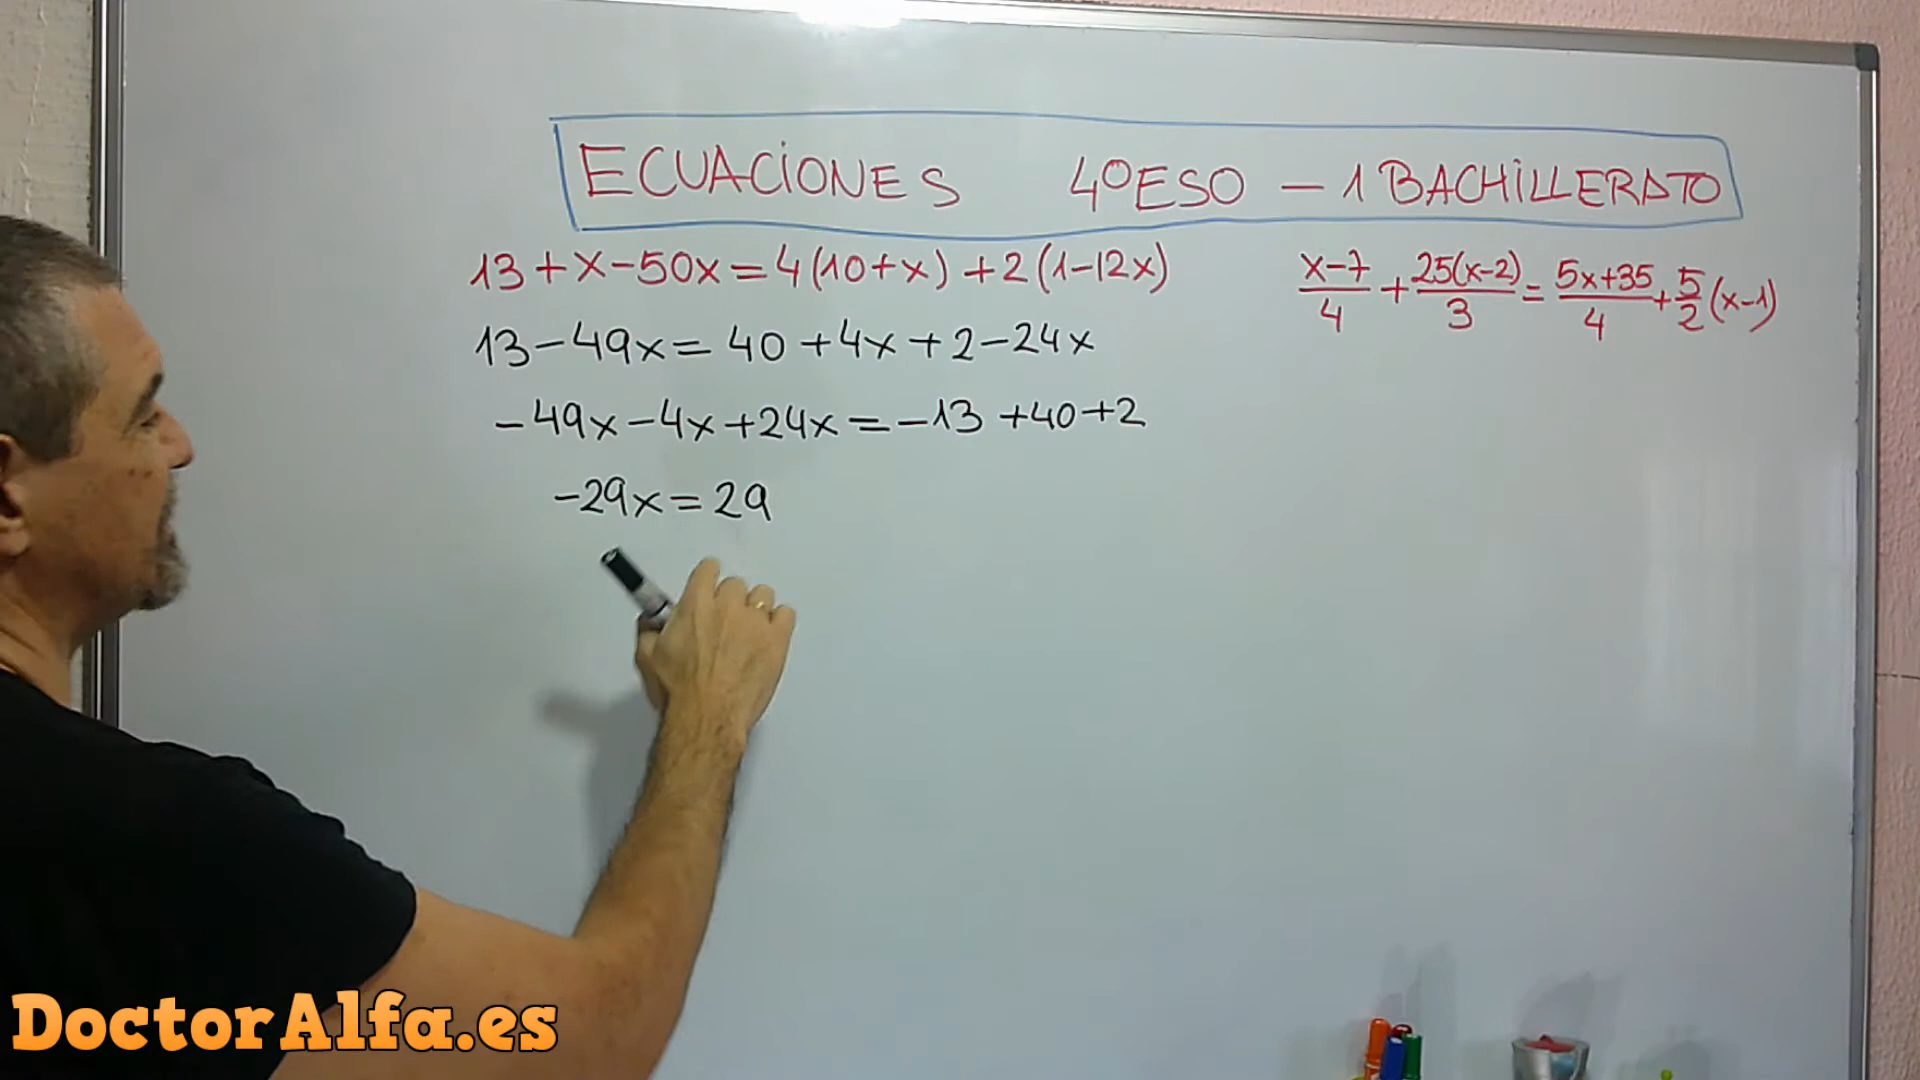 ECUACIONES 4ºESO – 1 BACHILLERATO
13+x-50x=4(10+x)+2(1-12x)
13-49x=40+4x+2-24x
-49x-4x+24x=-13+40+2
-29x=29
x-7/4 + 25(x-2)/3 = 5x+35/4 + 5/2(x-1)
DoctorAlfa.es